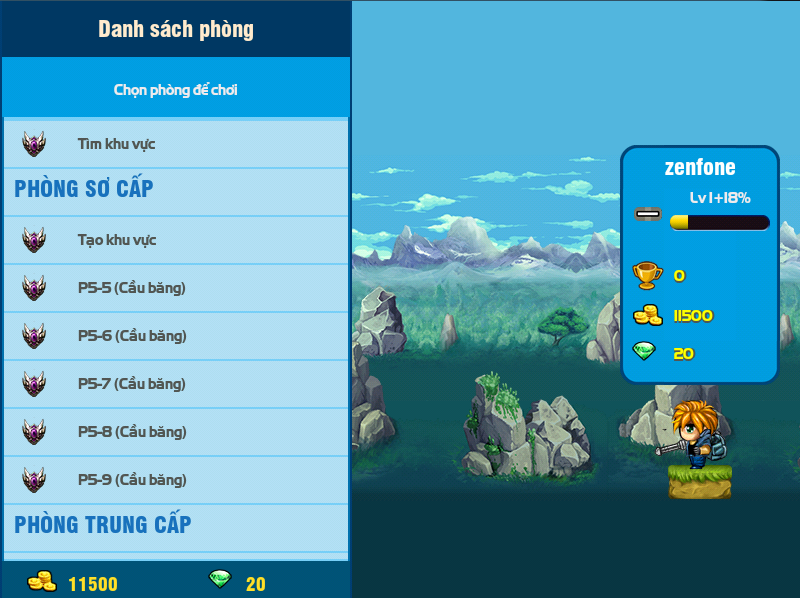 Danh sách phòng
Chọn phòng để chơi
Tìm khu vực
PHÒNG SƠ CẤP
Tạo khu vực
P5-5 (Cầu băng)
P5-6 (Cầu băng)
P5-7 (Cầu băng)
P5-8 (Cầu băng)
P5-9 (Cầu băng)
PHÒNG TRUNG CẤP
11500
20
zenfone
Lv1+18%
0
11500
20